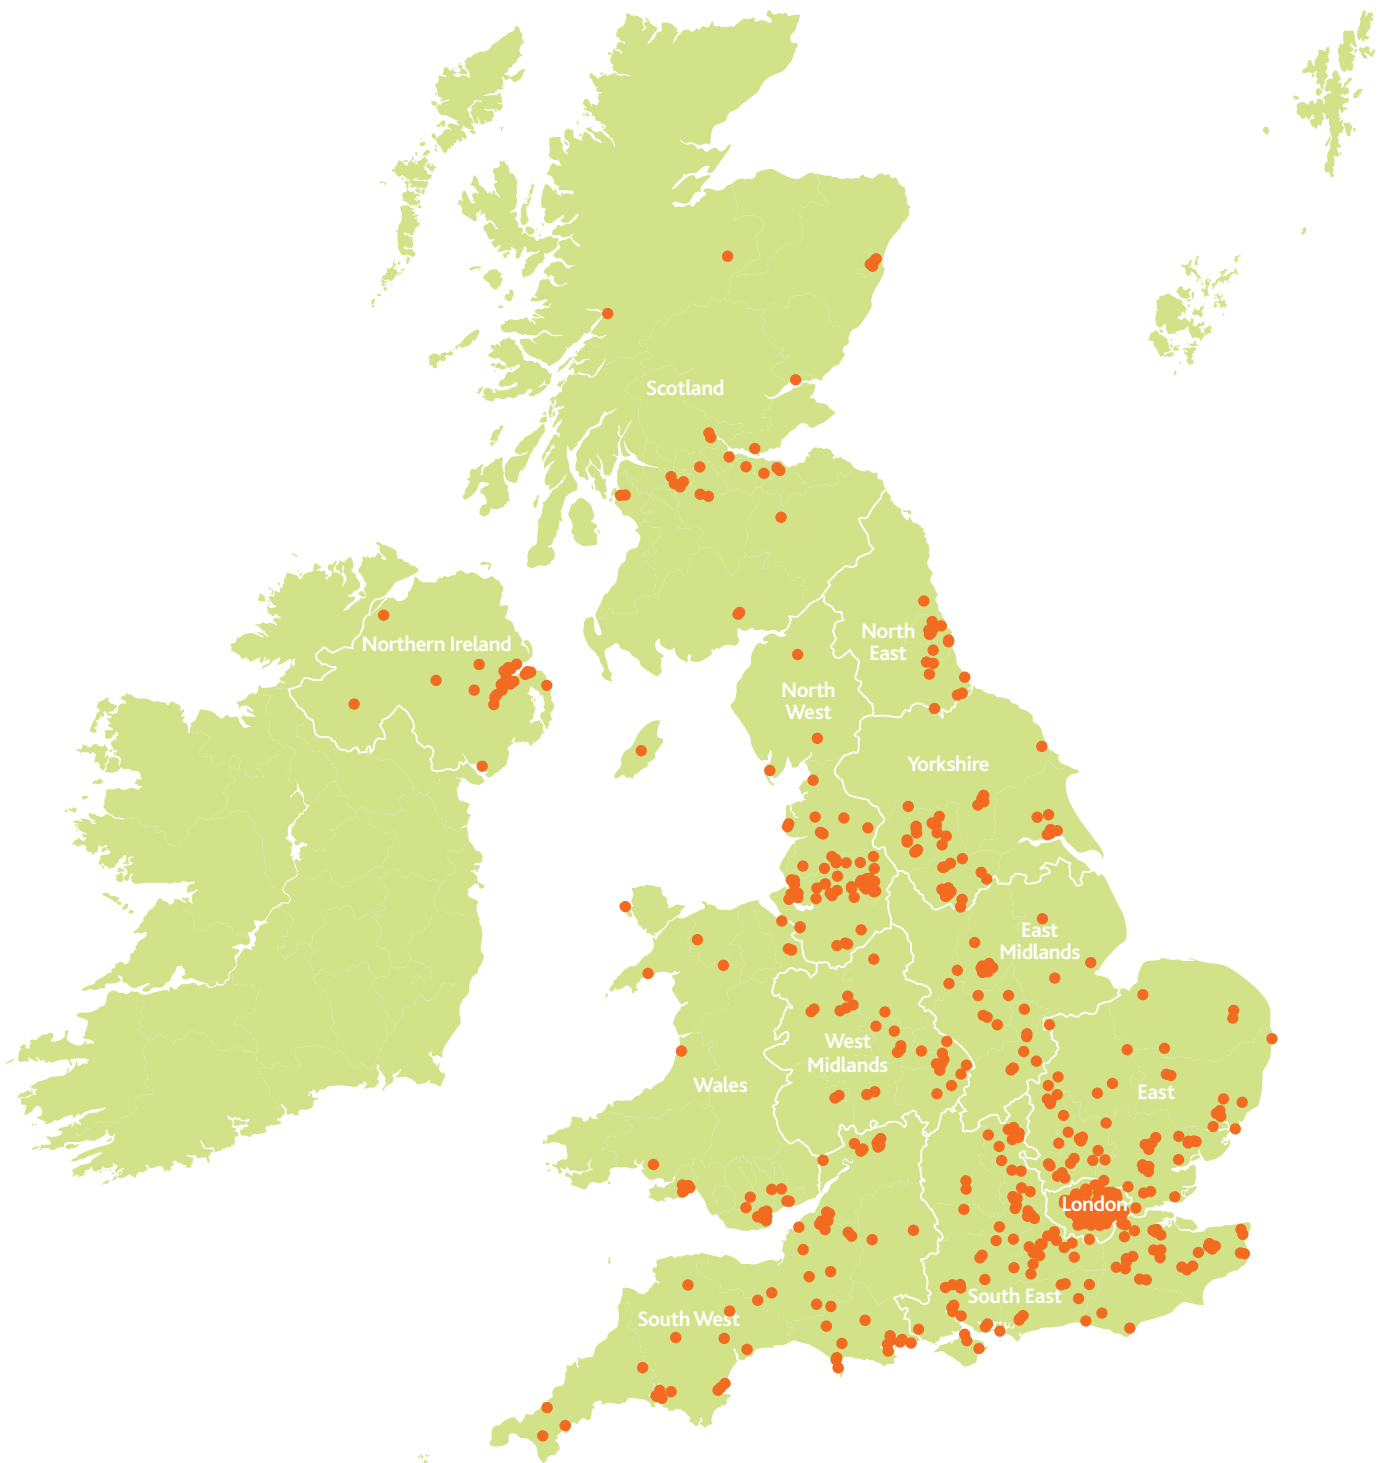 Scotland
Northern Ireland
North
East
North
West
Yorkshire
East
Midlands
West
Midlands
Wales
East
London
South East
South West